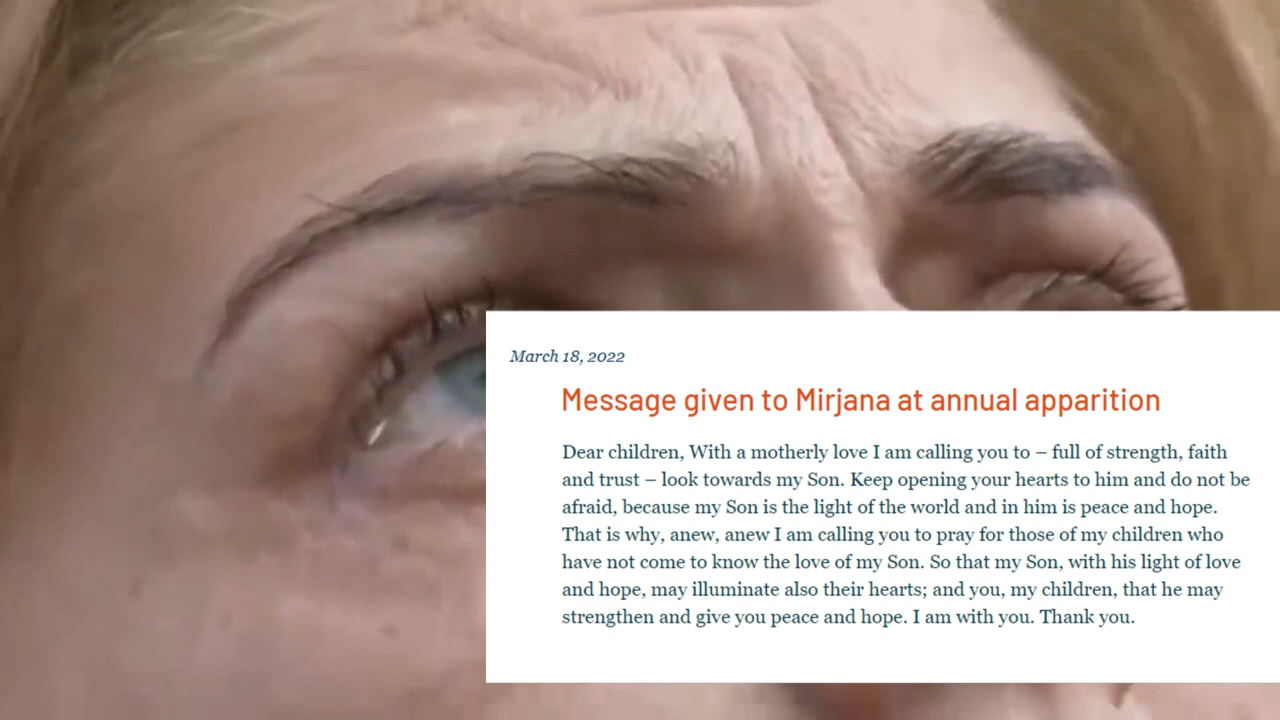 March 18, 2022
Message given to Mirjana at annual apparition
Dear children, With a motherly love I am calling you to – full of strength, faith
and trust – look towards my Son. Keep opening your hearts to him and do not be
afraid, because my Son is the light of the world and in him is peace and hope.
That is why, anew, anew I am calling you to pray for those of my children who
have not come to know the love of my Son. So that my Son, with his light of love
and hope, may illuminate also their hearts; and you, my children, that he may
strengthen and give you peace and hope. I am with you. Thank you.